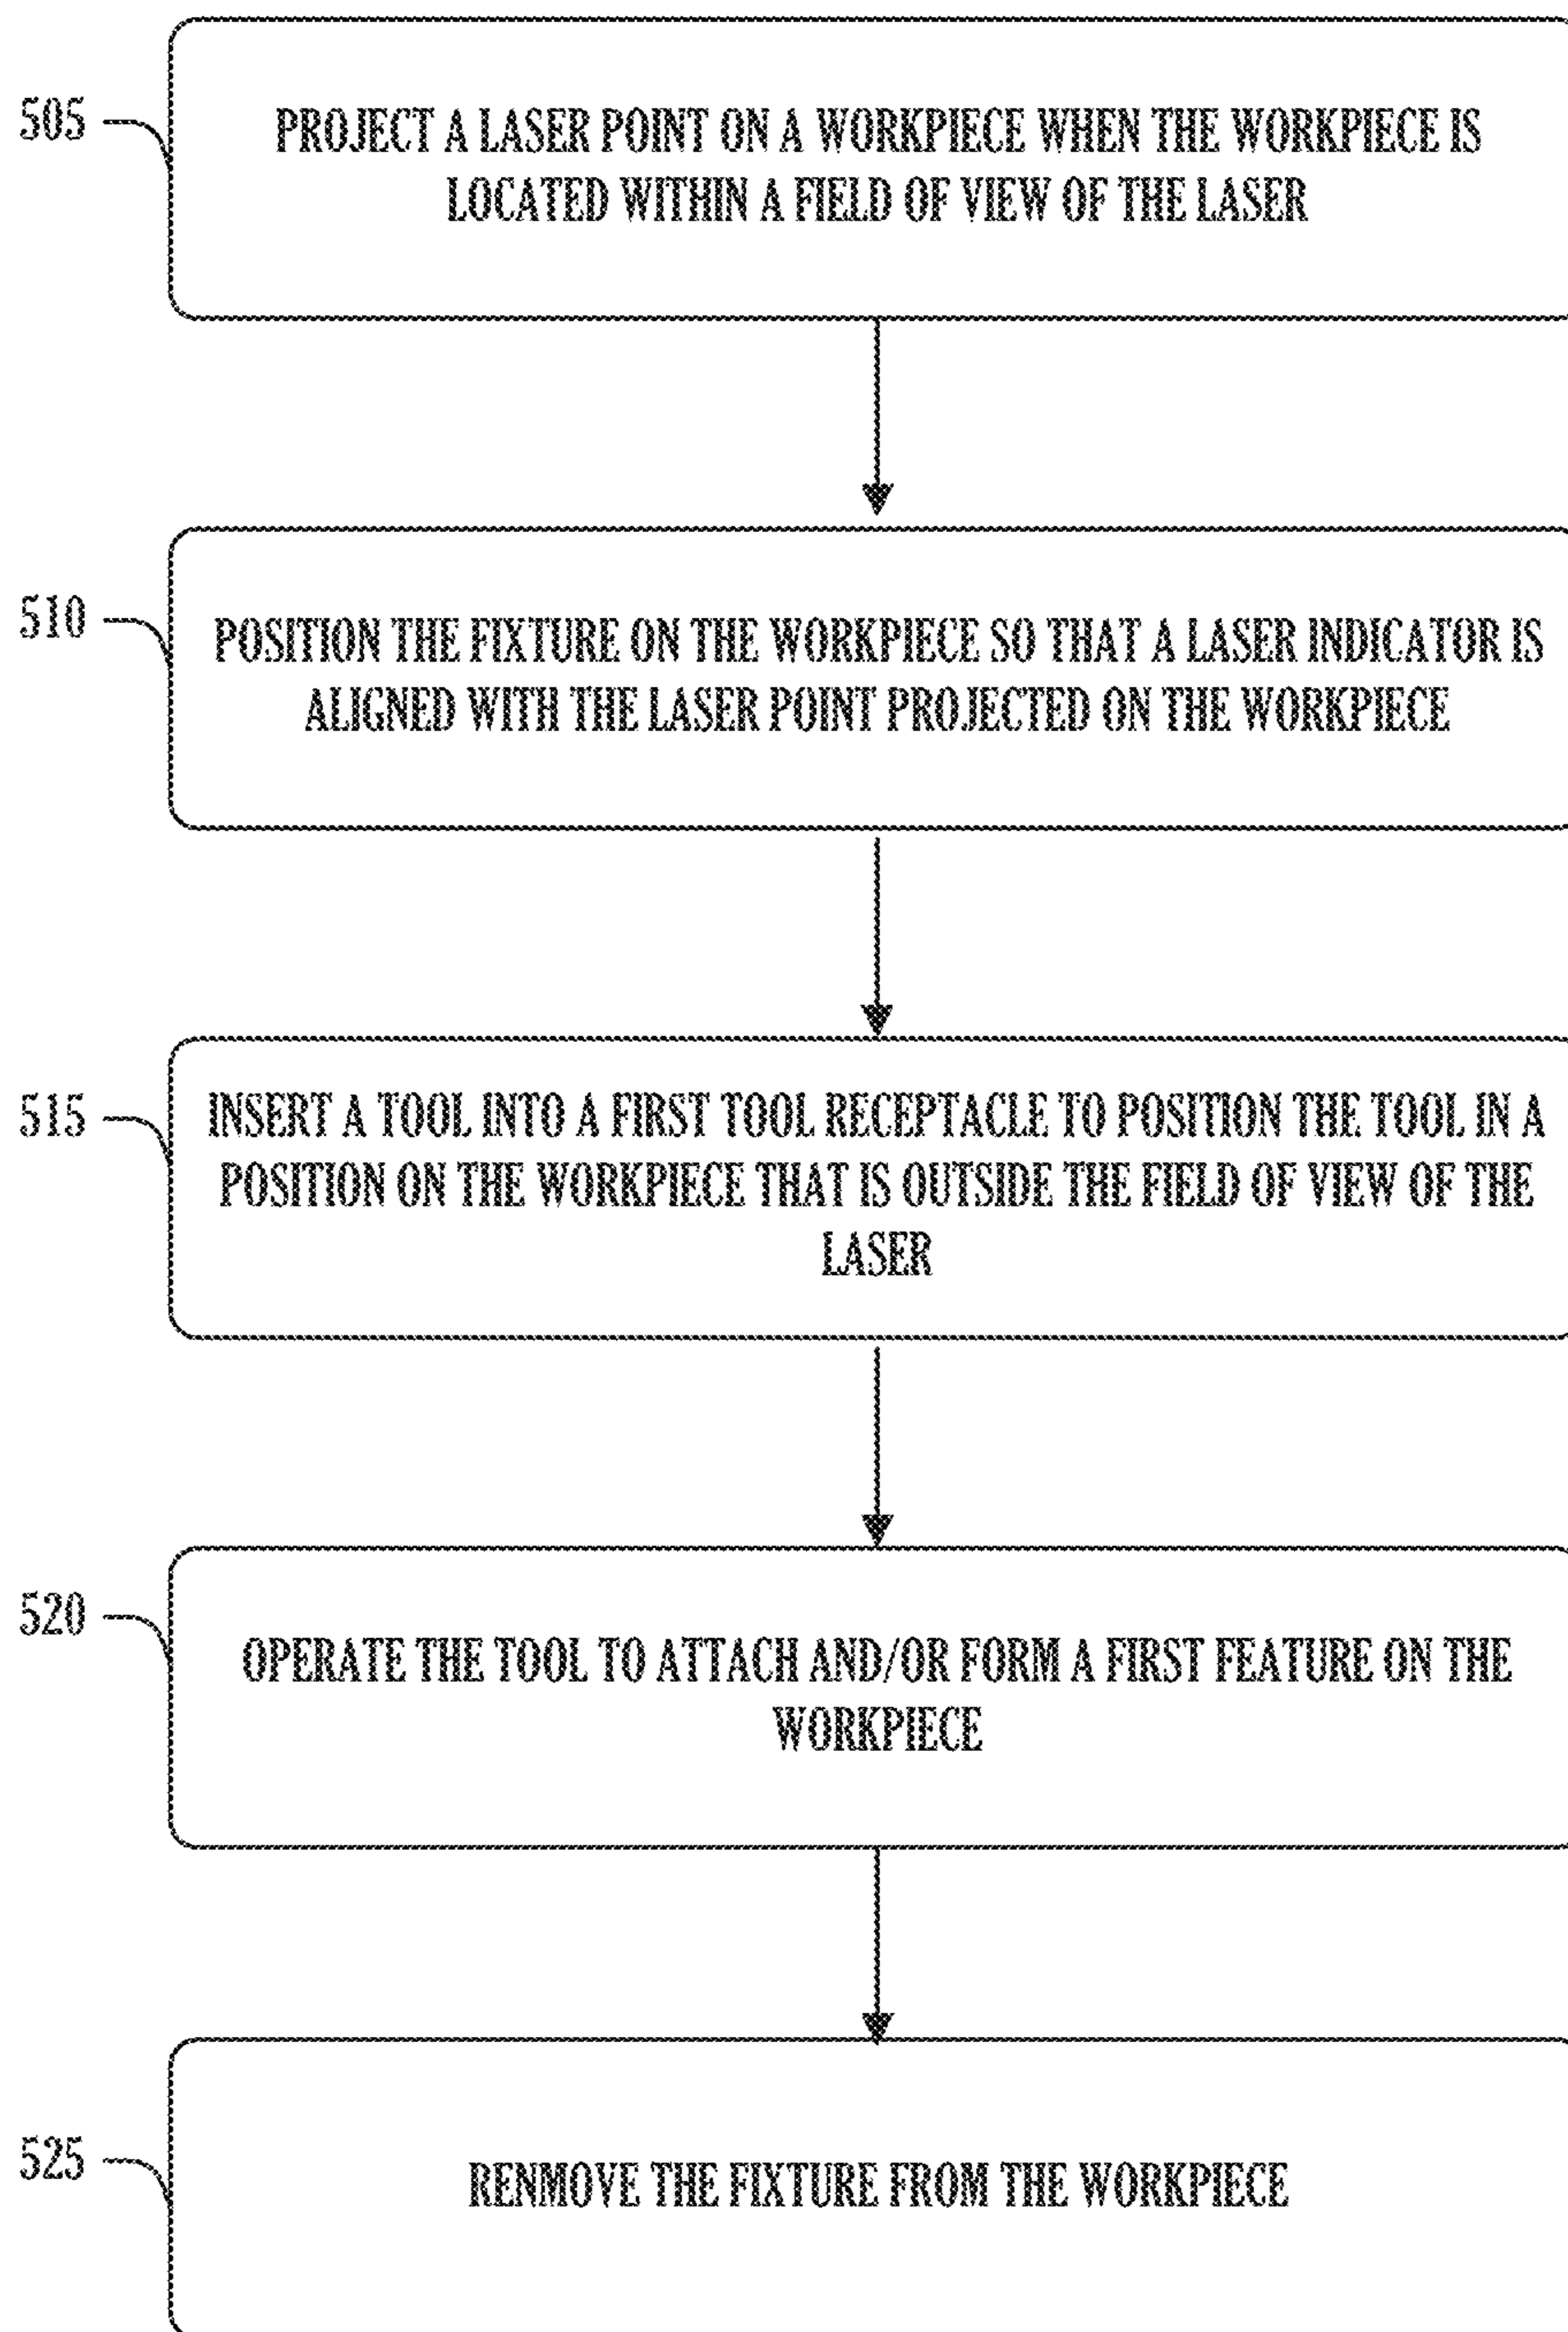 505
PROJECT A LASER POINT ON A WORKPIECE WHEN THE WORKPIECE IS
LOCATED WITHIN A FIELD OF VIEW OF THE LASER
510
POSITION THE FIXTURE ON THE WORKPIECE SO THAT A LASER INDICATOR IS
ALIGNED WITH THE LASER POINT PROJECTED ON THE WORKPIECE
515
INSERT A TOOL INTO A FIRST TOOL RECEPTACLE TO POSITION THE TOOL IN A
POSITION ON THE WORKPIECE THAT IS OUTSIDE THE FIELD OF VIEW OF THE
LASER
520
OPERATE THE TOOL TO ATTACH AND/OR FORM A FIRST FEATURE ON THE
WORKPIECE
525
RENMOVE THE FIXTURE FROM THE WORKPIECE